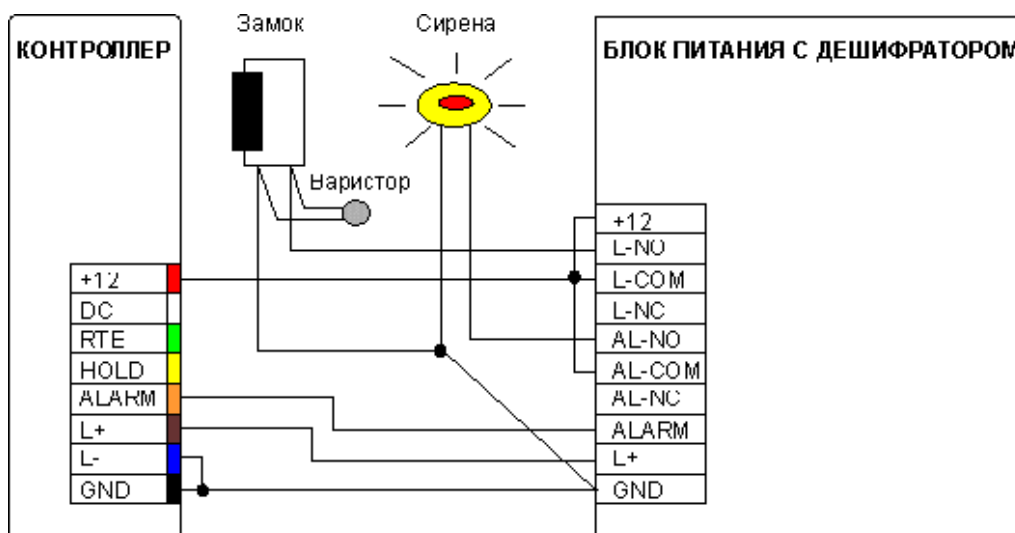 Замок
Сирена
КОНТРОЛЛЕР
БЛОК ПИТАНИЯ С ДЕШИФРАТОРОМ
Варистор
+12
DC
RTE
HOLD
ALARM
L+
L-
GND
+12
L-NO
L-COM
L-NC
AL-NO
AL-COM
AL-NC
ALARM
L+
GND